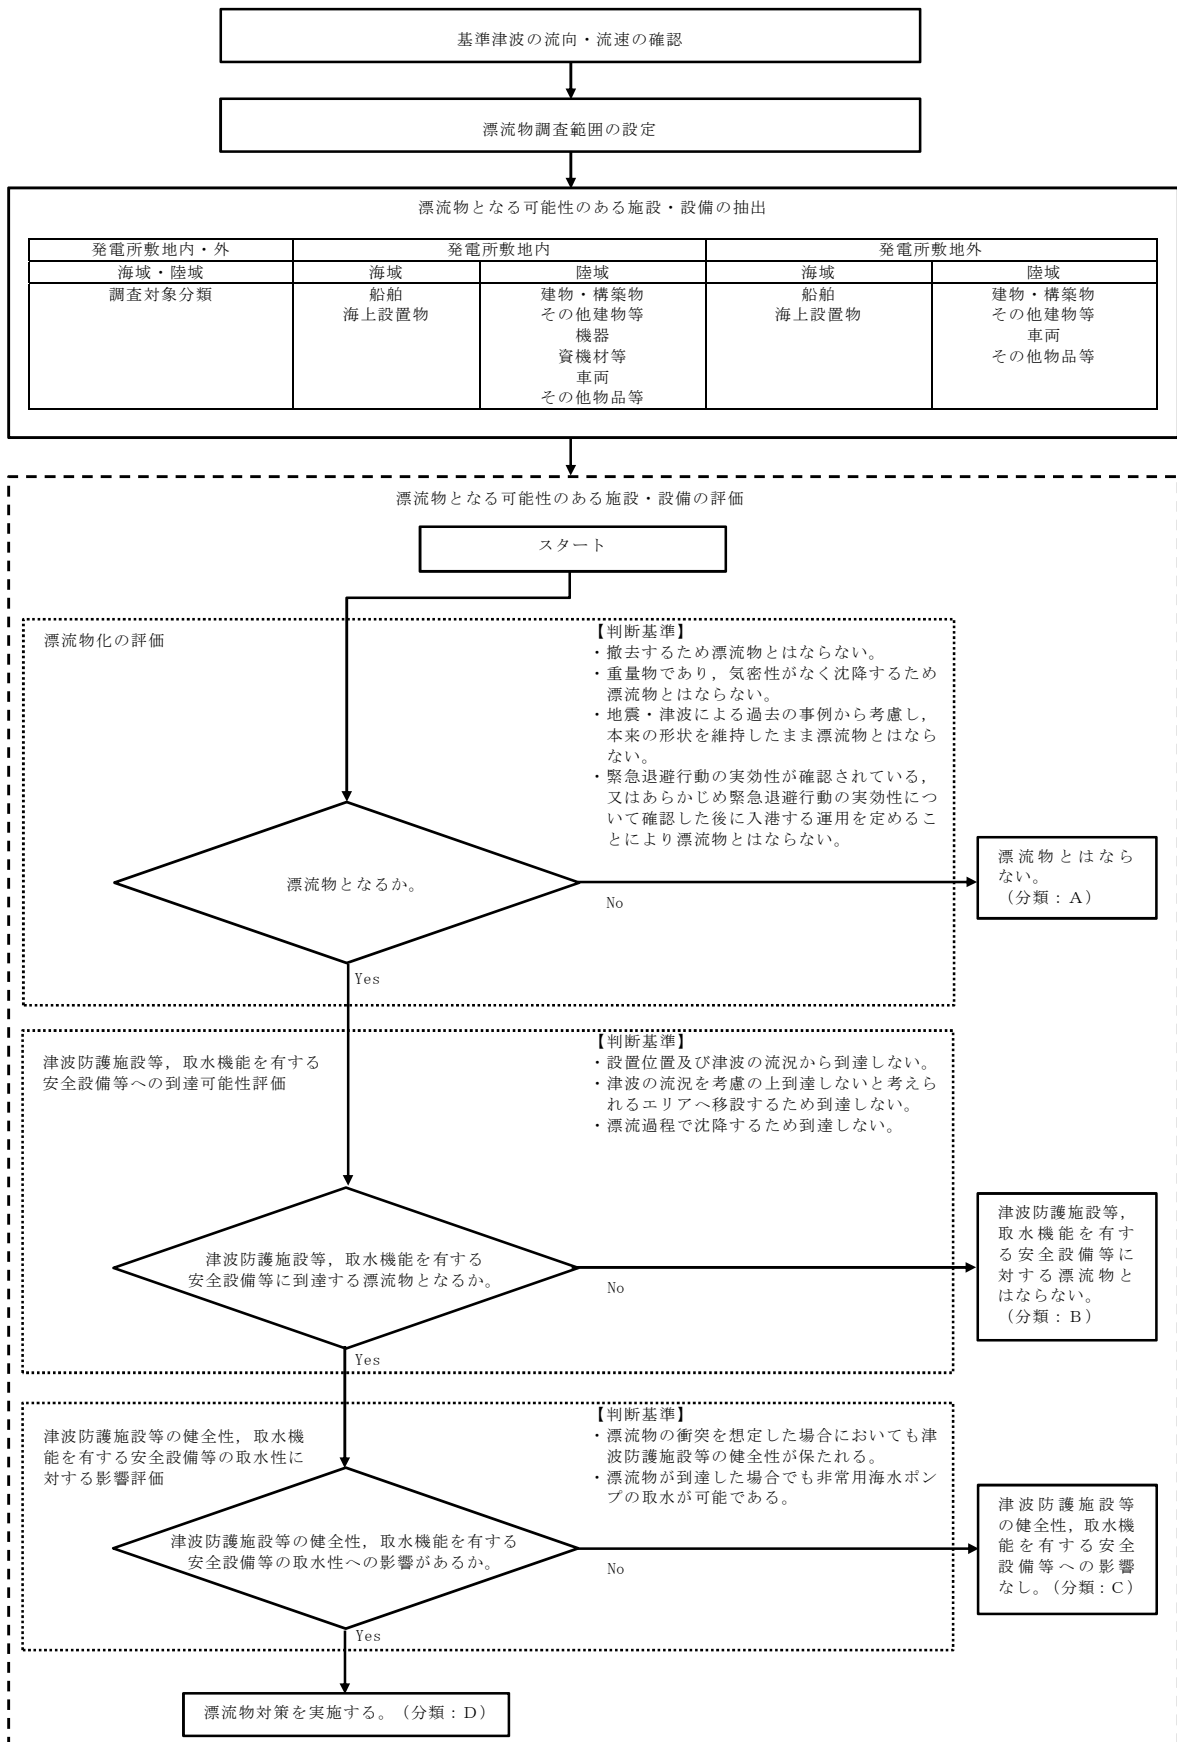 基準津波の流向・流速の確認
漂流物調査範囲の設定
漂流物となる可能性のある施設・設備の抽出
発電所敷地内・外 発電所敷地内 発電所敷地外
海域・陸域 海域 陸域 海域 陸域
調査対象分類 船舶 建物・構築物 船舶 建物・構築物
海上設置物 その他建物等 海上設置物 その他建物等
機器 車両
資機材等 その他物品等
車両
その他物品等
漂流物となる可能性のある施設・設備の評価
スタート
漂流物化の評価
【判断基準】
・撤去するため漂流物とはならない。
・重量物であり，気密性がなく沈降するため
漂流物とはならない。
・地震・津波による過去の事例から考慮し，
本来の形状を維持したまま漂流物とはなら
ない。
・緊急退避行動の実効性が確認されている，
又はあらかじめ緊急退避行動の実効性につ
いて確認した後に入港する運用を定めるこ
とにより漂流物とはならない。
漂流物となるか。
No
漂流物とはなら
ない。
（分類：Ａ）
Yes
津波防護施設等，取水機能を有する
安全設備等への到達可能性評価
【判断基準】
・設置位置及び津波の流況から到達しない。
・津波の流況を考慮の上到達しないと考えら
れるエリアへ移設するため到達しない。
・漂流過程で沈降するため到達しない。
津波防護施設等，取水機能を有する
安全設備等に到達する漂流物となるか。
No
津波防護施設等，
取水機能を有す
る安全設備等に
対する漂流物と
はならない。
（分類：Ｂ）
Yes
津波防護施設等の健全性，取水機
能を有する安全設備等の取水性に
対する影響評価
【判断基準】
・漂流物の衝突を想定した場合においても津
波防護施設等の健全性が保たれる。
・漂流物が到達した場合でも非常用海水ポン
プの取水が可能である。
津波防護施設等の健全性，取水機能を有する
安全設備等の取水性への影響があるか。
No
津波防護施設等
の健全性，取水機
能を有する安全
設備等への影響
なし。（分類：Ｃ）
Yes
漂流物対策を実施する。（分類：Ｄ）